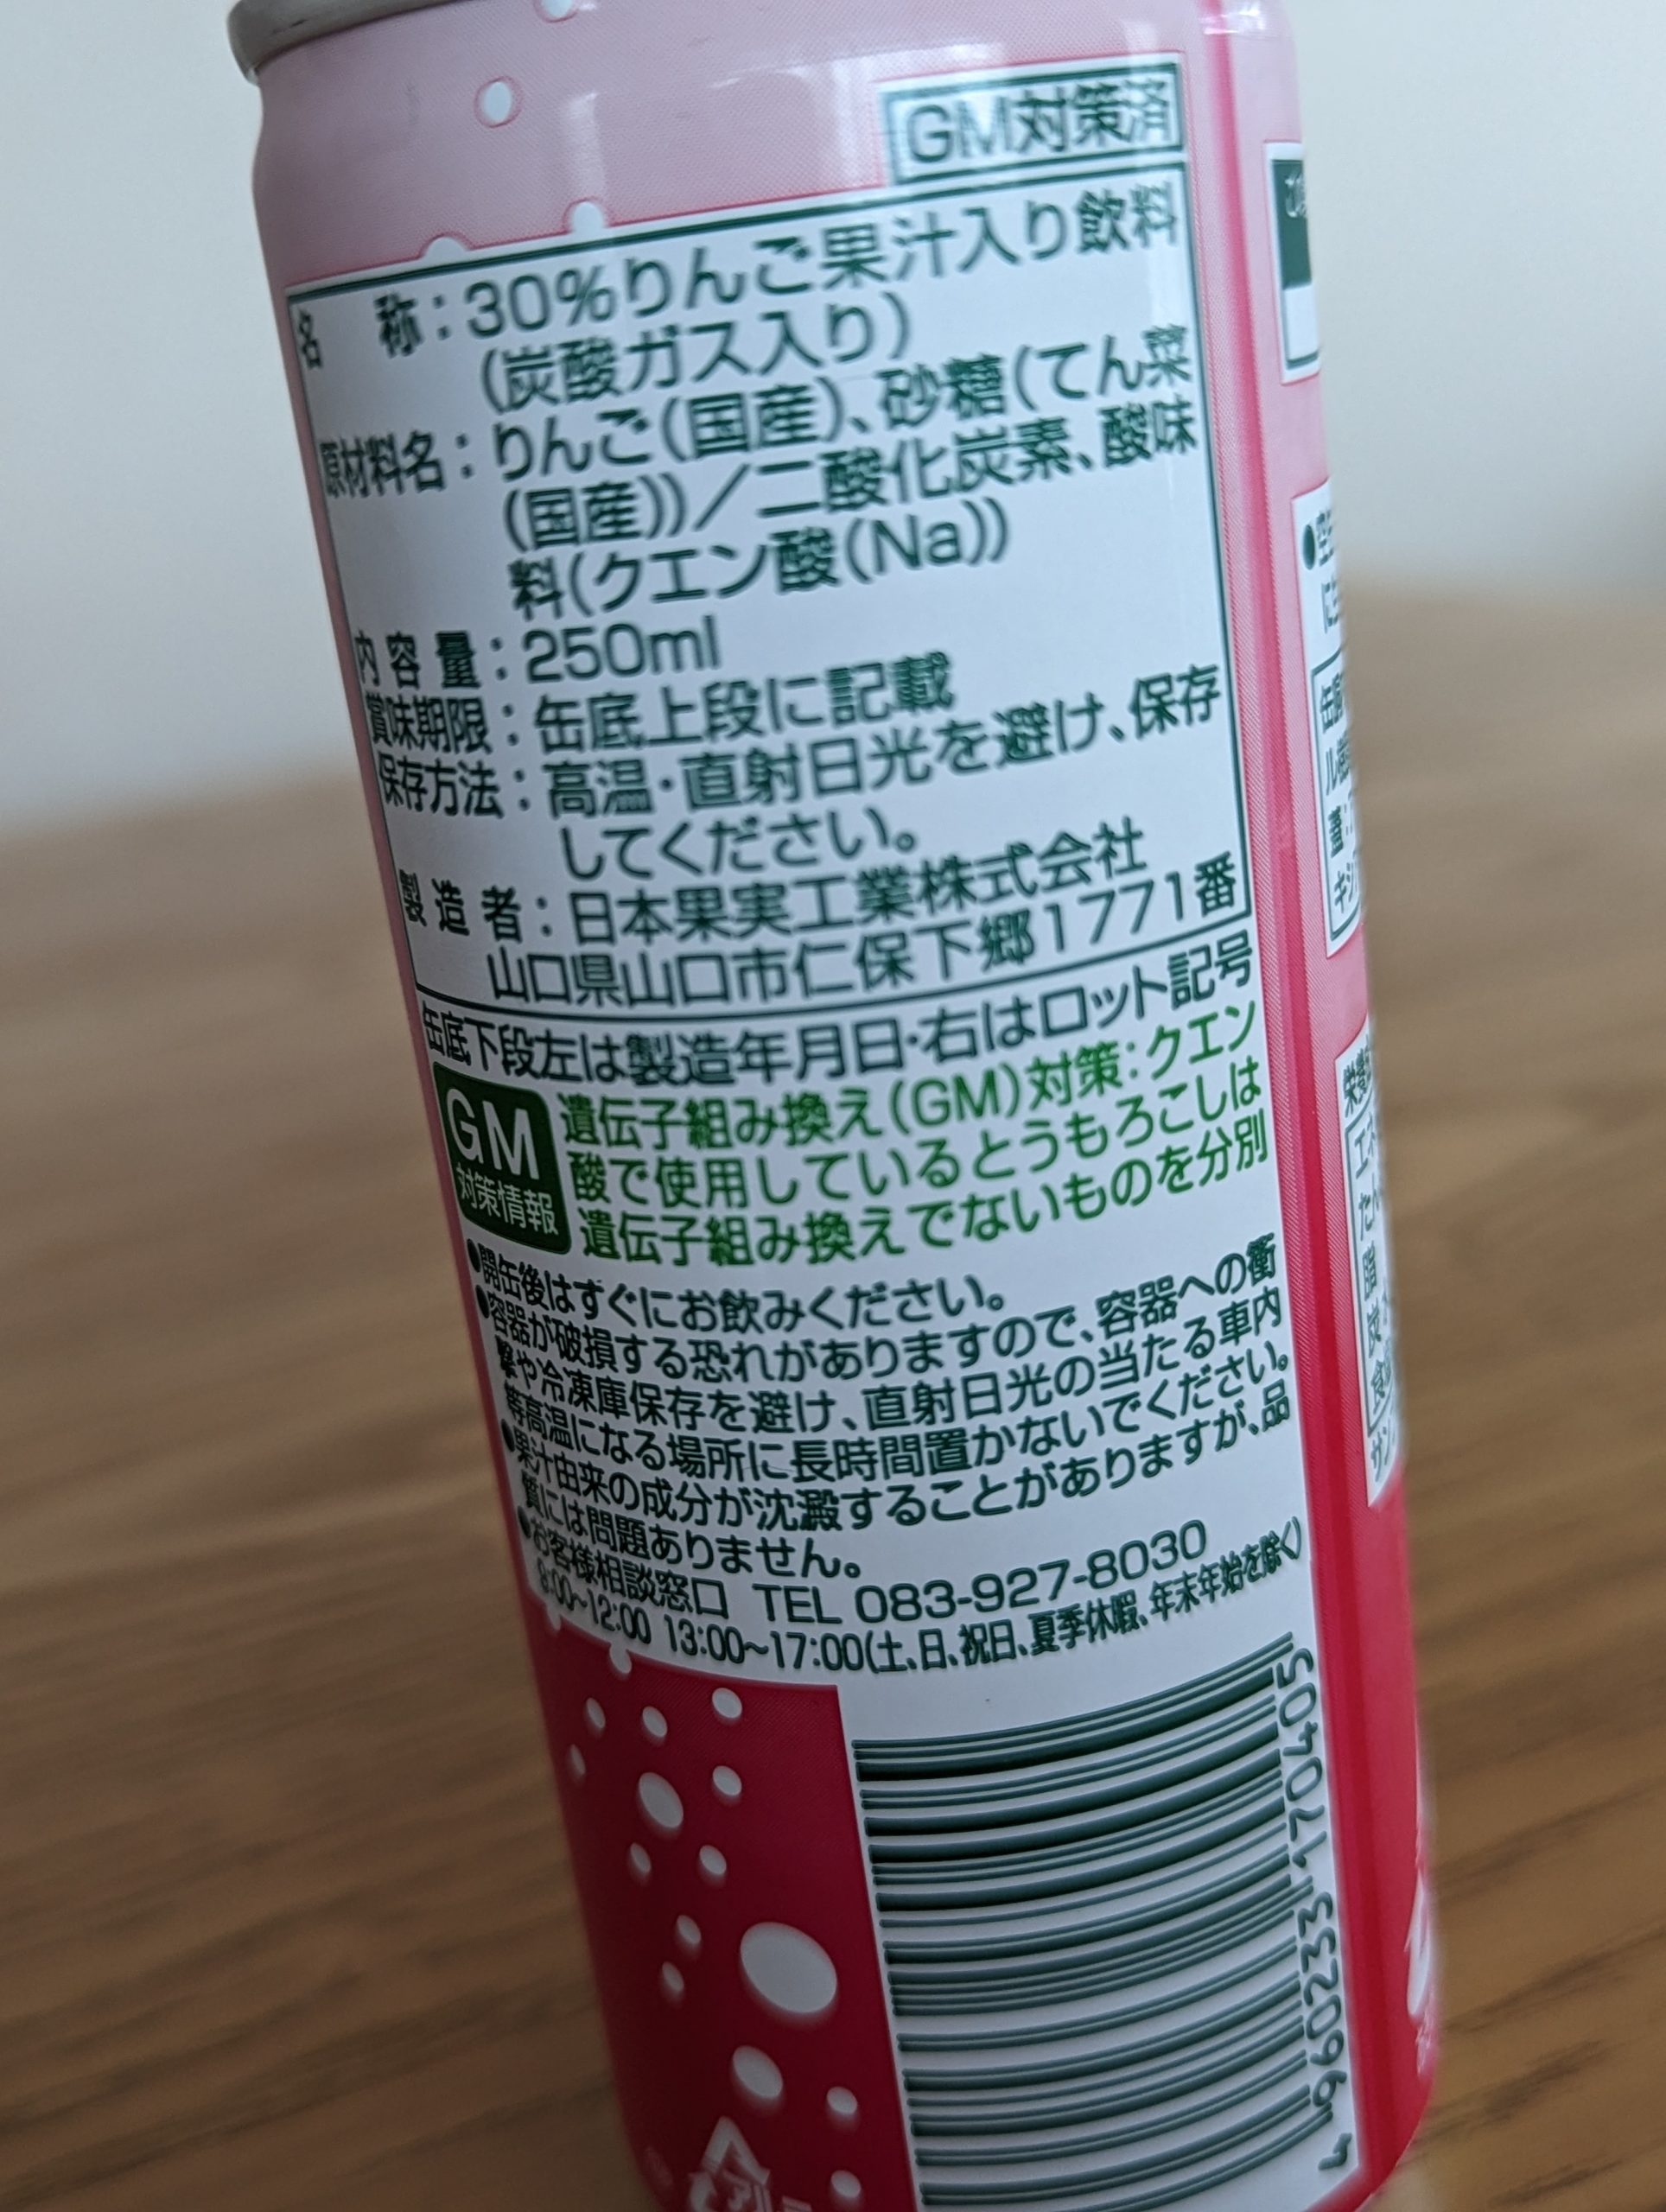 GM対策済
名 称：30%りんご果汁入り飲料
(炭酸ガス入り)
原材料名：りんご(国産)、砂糖(てん菜
(国産))／二酸化炭素、酸味
料(クエン酸(Na))
内容量：250ml
賞味期限：缶底上段に記載
保存方法：高温・直射日光を避け、保存
してください。
製造者：日本果実工業株式会社
山口県山口市仁保下郷1771番
缶底下段左は製造年月日・右はロット記号
GM
対策情報
遺伝子組み換え(GM)対策：クエン
酸で使用しているとうもろこしは
遺伝子組み換えでないものを分別
●開缶後はすぐにお飲みください。
●容器が破損する恐れがありますので、容器への衝
撃や冷凍庫保存を避け、直射日光の当たる車内
等高温になる場所に長時間置かないでください。
●果汁由来の成分が沈澱することがありますが、品
質には問題ありません。
●お客様相談窓口 TEL 083-927-8030
9:00~12:00 13:00~17:00(土、日、祝日、夏季休暇、年末年始を除く)
4 960233 170405
アル